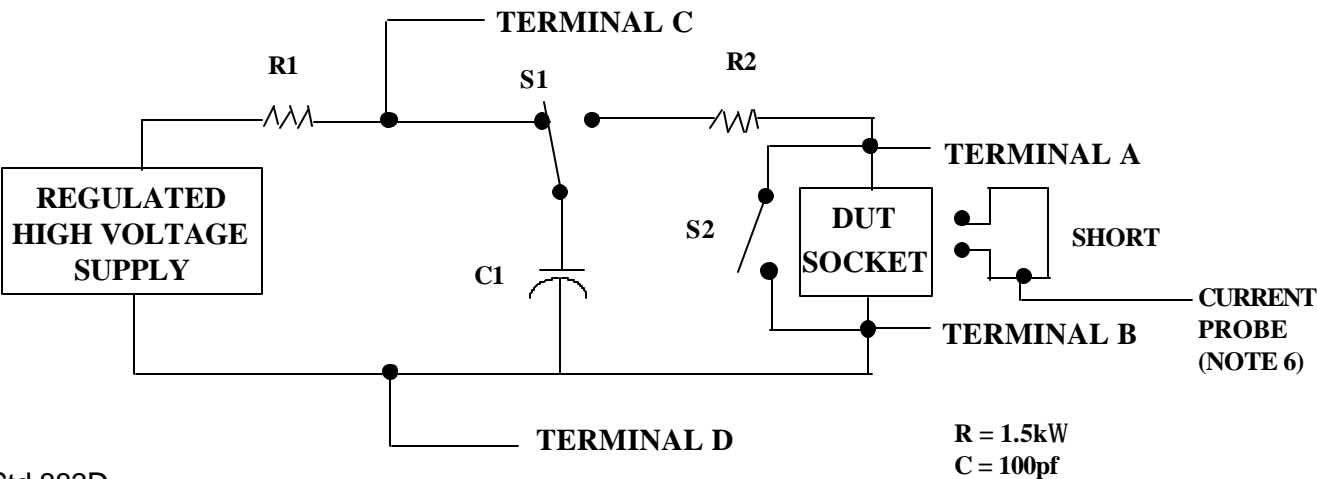 TERMINAL C
R1
S1
R2
TERMINAL A
REGULATED
HIGH VOLTAGE
SUPPLY
DUT
SOCKET
S2
SHORT
C1
CURRENT
PROBE
(NOTE 6)
TERMINAL B
TERMINAL D
R = 1.5kW
C = 100pf